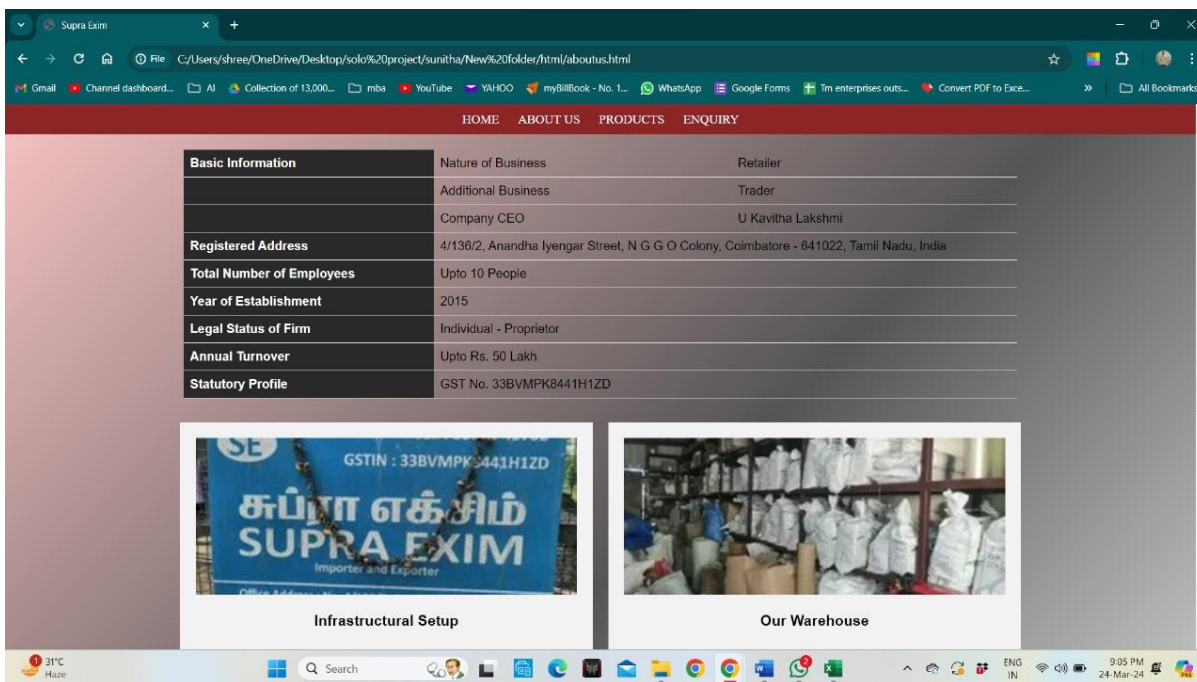 Supra Exim
File C:/Users/shree/OneDrive/Desktop/solo%20project/sunitha/New%20folder/html/aboutus.html
Gmail Channel dashboard... AI Collection of 13,000... mba YouTube YAHOO myBillBook - No. 1... WhatsApp Google Forms Tm enterprises outs... Convert PDF to Exce... » All Bookmarks
HOME ABOUT US PRODUCTS ENQUIRY
Basic Information Nature of Business Retailer
Additional Business Trader
Company CEO U Kavitha Lakshmi
Registered Address 4/136/2, Anandha Iyengar Street, N G G O Colony, Coimbatore - 641022, Tamil Nadu, India
Total Number of Employees Upto 10 People
Year of Establishment 2015
Legal Status of Firm Individual - Proprietor
Annual Turnover Upto Rs. 50 Lakh
Statutory Profile GST No. 33BVMPK8441H1ZD
SE
GSTIN : 33BVMPK8441H1ZD
சுப்ரா எக்சிம்
SUPRA EXIM
Importer and Exporter
Infrastructural Setup Our Warehouse
31°C
Haze
Search
ENG
IN
9:05 PM
24-Mar-24